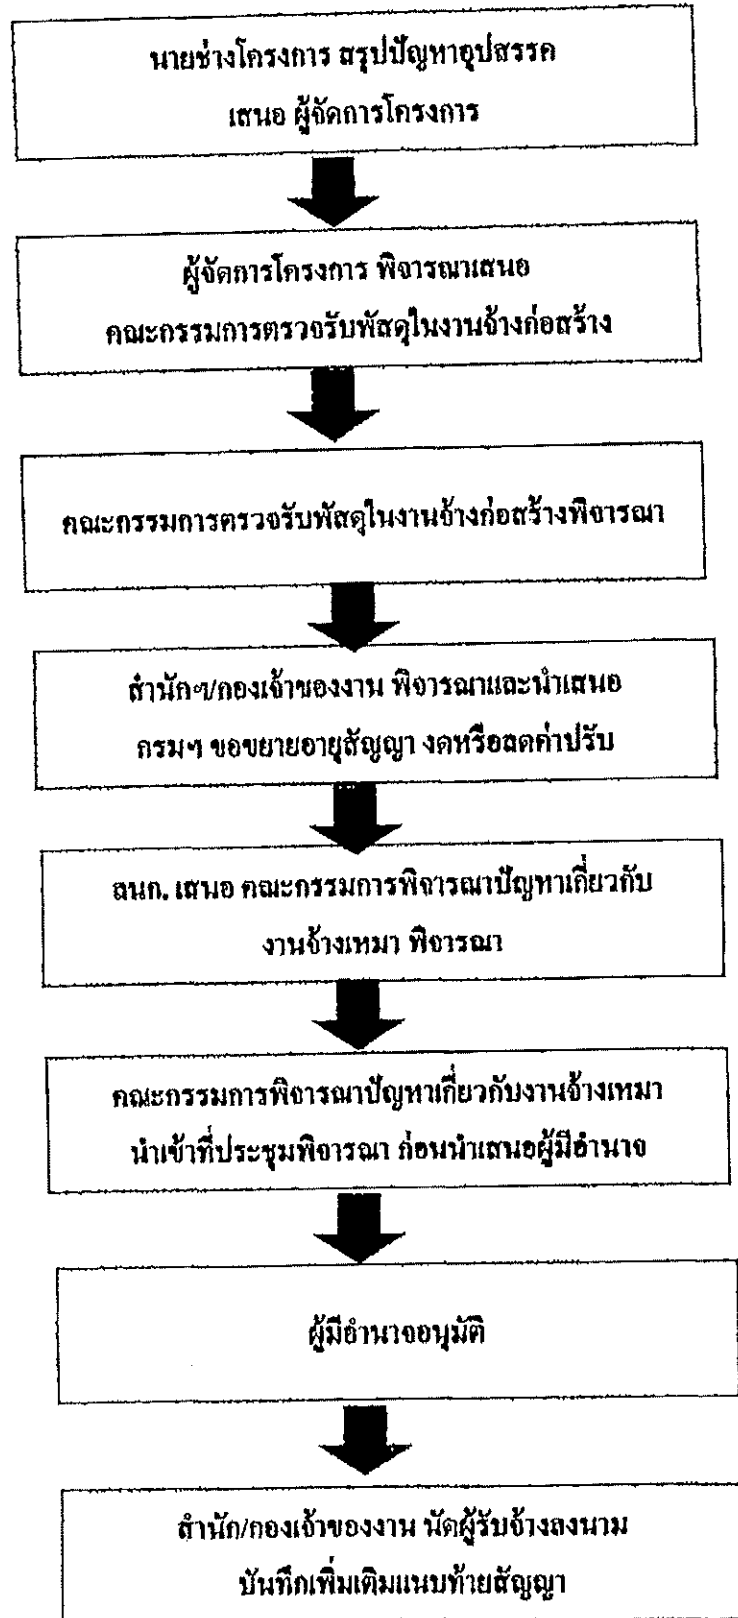 นายช่างโครงการ สรุปปัญหาอุปสรรค
เสนอ ผู้จัดการโครงการ
ผู้จัดการโครงการ พิจารณาเสนอ
คณะกรรมการตรวจรับพัสดุในงานจ้างก่อสร้าง
คณะกรรมการตรวจรับพัสดุในงานจ้างก่อสร้างพิจารณา
สำนักฯ/กองเจ้าของงาน พิจารณาและนำเสนอ
กรมฯ ขอขยายอายุสัญญา งดหรือลดค่าปรับ
สนก. เสนอ คณะกรรมการพิจารณาปัญหาเกี่ยวกับ
งานจ้างเหมา พิจารณา
คณะกรรมการพิจารณาปัญหาเกี่ยวกับงานจ้างเหมา
นำเข้าที่ประชุมพิจารณา ก่อนนำเสนอผู้มีอำนาจ
ผู้มีอำนาจอนุมัติ
สำนัก/กองเจ้าของงาน นัดผู้รับจ้างลงนาม
บันทึกเพิ่มเติมแนบท้ายสัญญา